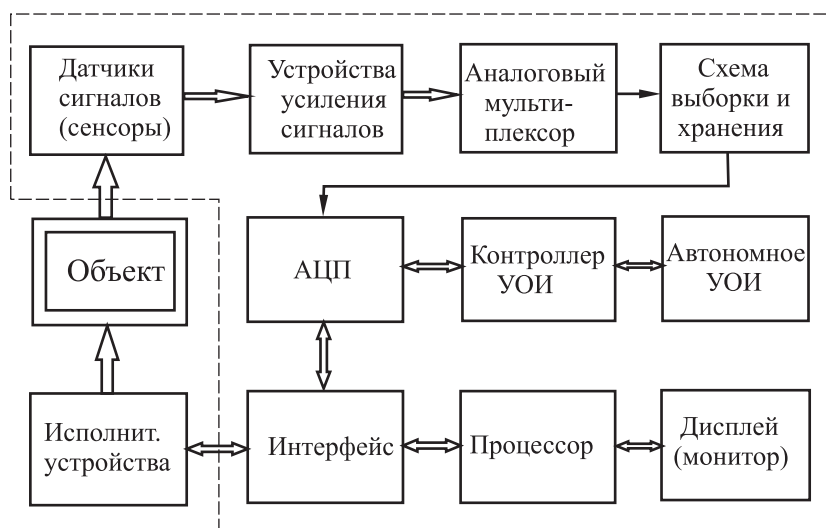 Датчики
сигналов
(сенсоры)
Устройства
усиления
сигналов
Аналоговый
мульти-
плексор
Схема
выборки и
хранения
Объект
АЦП
Контроллер
УОИ
Автономное
УОИ
Исполнит.
устройства
Интерфейс
Процессор
Дисплей
(монитор)